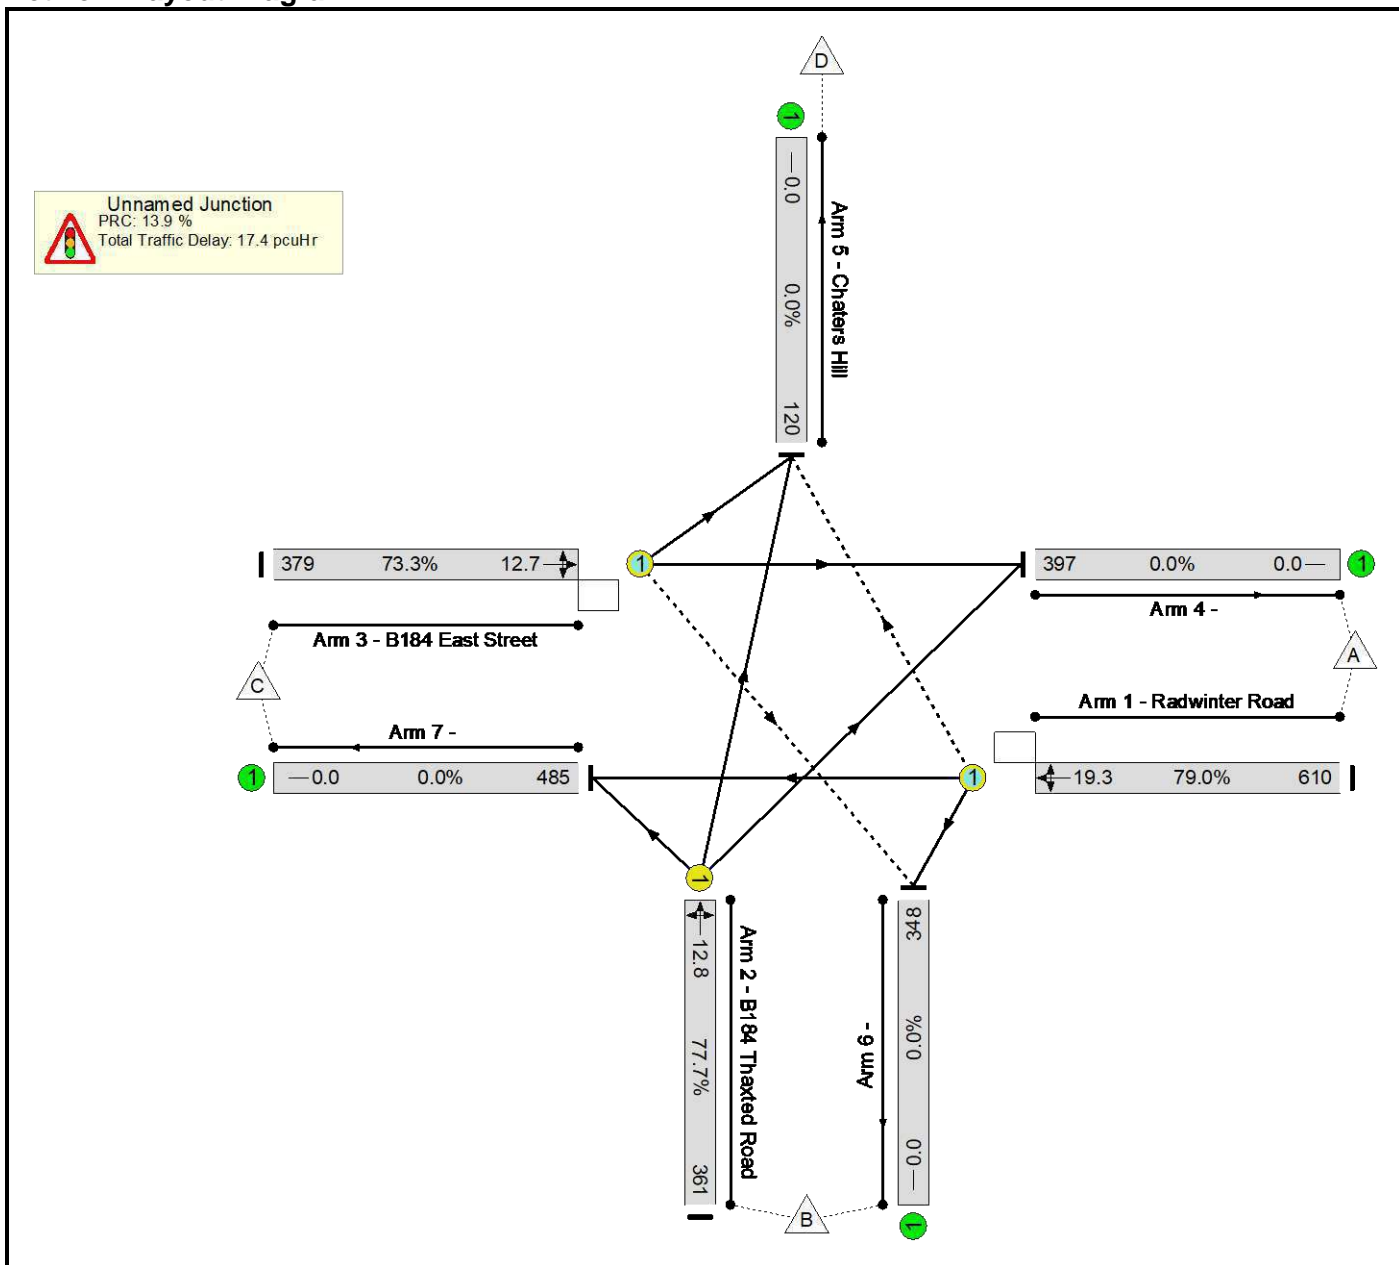 Network Layout Diagram
D
1
Unnamed Junction
PRC: 13.9 %
Total Traffic Delay: 17.4 pcuHr
0.0 0.0% 120
Arm 5 - Chaters Hill
379 73.3% 12.7
1
397 0.0% 0.0
1
Arm 3 - B184 East Street
Arm 4 -
C
A
Arm 7 -
Arm 1 - Radwinter Road
1
0.0 0.0% 485
1
19.3 79.0% 610
1
12.8 77.7% 361
Arm 2 - B184 Thaxted Road
Arm 6 -
348 0.0% 0.0
B
1